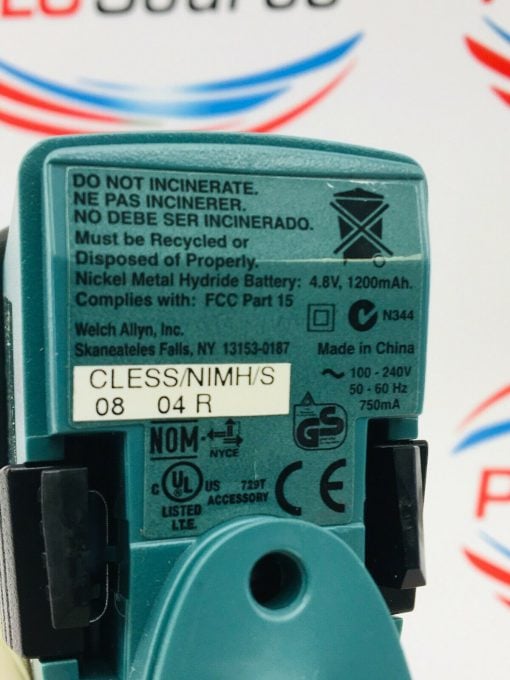 DO NOT INCINERATE.
NE PAS INCINERER.
NO DEBE SER INCINERADO.
Must be Recycled or
Disposed of Properly.
Nickel Metal Hydride Battery: 4.8V, 1200mAh.
Complies with: FCC Part 15
N344
Welch Allyn, Inc.
Skaneateles Falls, NY 13153-0187
Made in China
~ 100 - 240V
50 - 60 Hz
750mA
CLESS/NIMH/S
08 04 R
NOM
NYCE
GS
C UL US
LISTED
I.T.E.
729T
ACCESSORY
CE